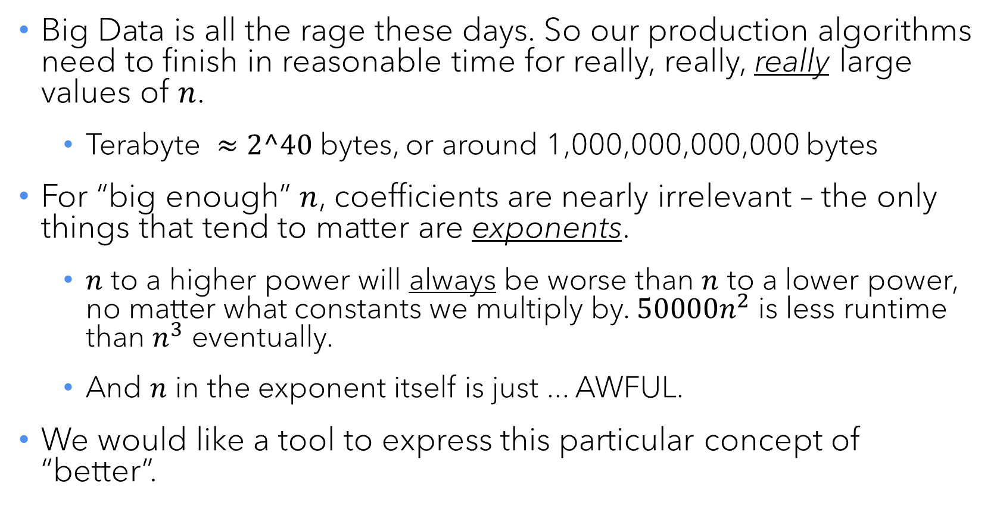 • Big Data is all the rage these days. So our production algorithms
need to finish in reasonable time for really, really, really large
values of n.
• Terabyte ≈ 2^40 bytes, or around 1,000,000,000,000 bytes
• For “big enough” n, coefficients are nearly irrelevant – the only
things that tend to matter are exponents.
• n to a higher power will always be worse than n to a lower power,
no matter what constants we multiply by. 50000n² is less runtime
than n³ eventually.
• And n in the exponent itself is just ... AWFUL.
• We would like a tool to express this particular concept of
“better”.